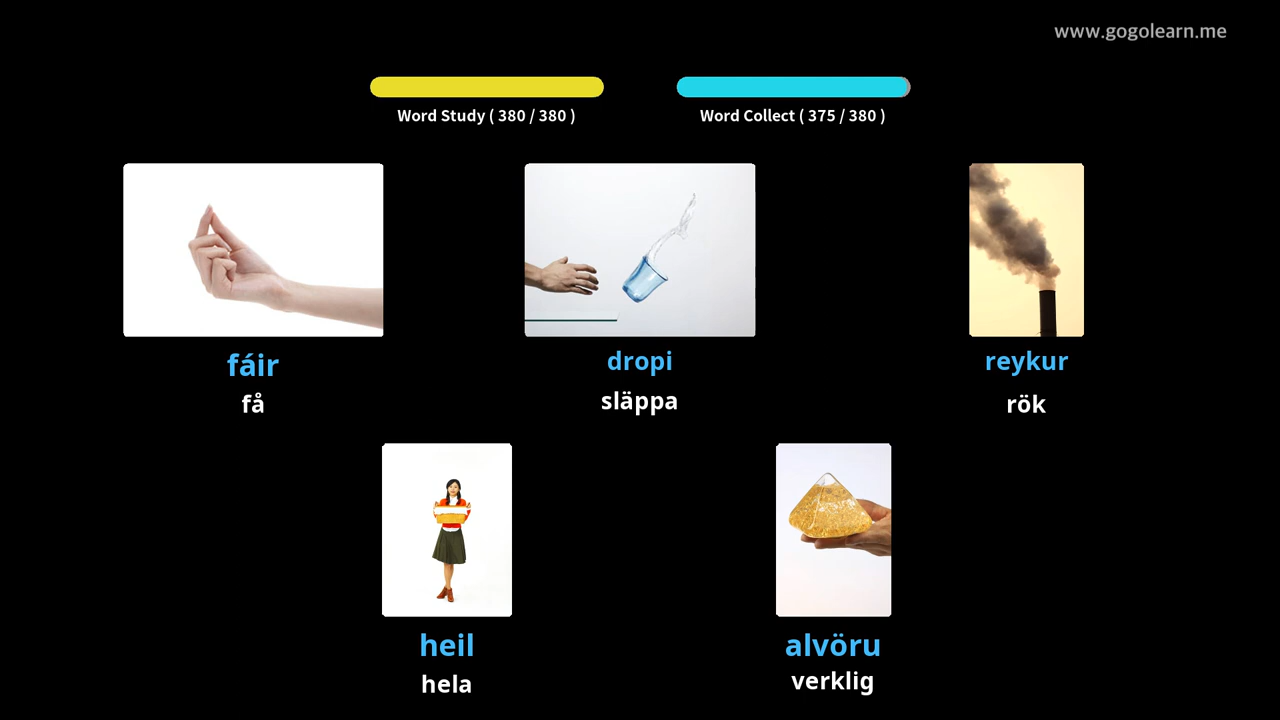 www.gogolearn.me
Word Study ( 380 / 380 )
Word Collect ( 375 / 380 )
fáir
få
dropi
släppa
reykur
rök
heil
hela
alvöru
verklig